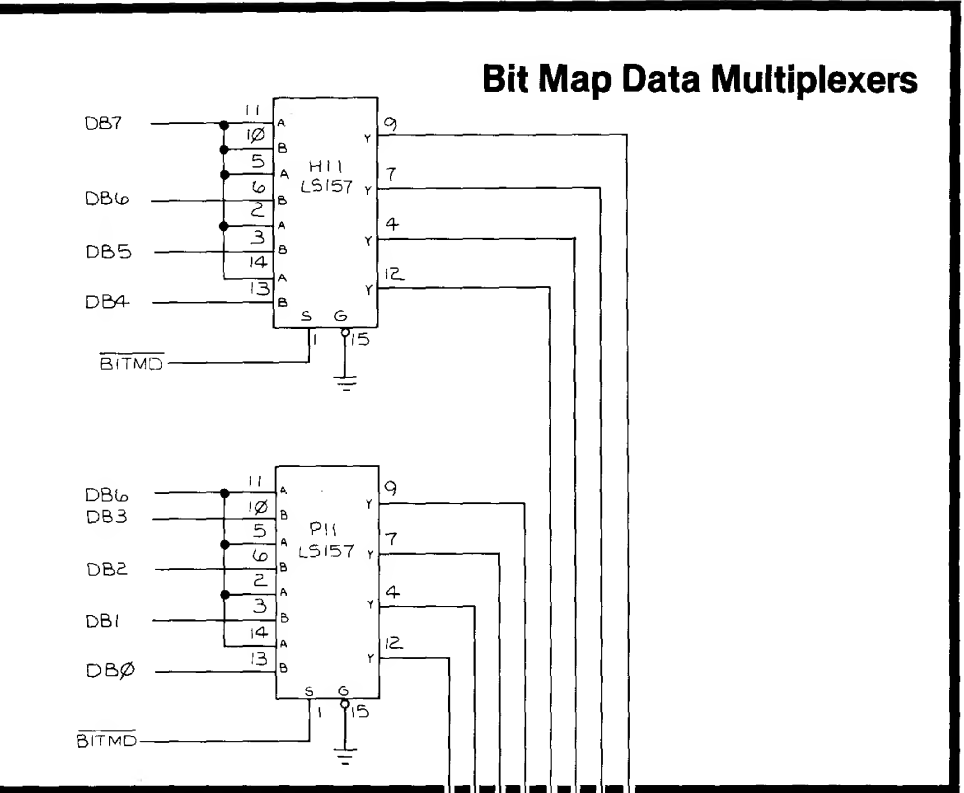 Bit Map Data Multiplexers
DB7
11 A
10 B
5 A
DB6 6 B
2 A
DB5 3 B
14 A
DB4 13 B
H11
LS157
Y 9
Y 7
Y 4
Y 12
S G
1 15
BITMD
DB6 11 A
DB3 10 B
5 A
DB2 6 B
2 A
DB1 3 B
14 A
DB0 13 B
P11
LS157
Y 9
Y 7
Y 4
Y 12
S G
1 15
BITMD